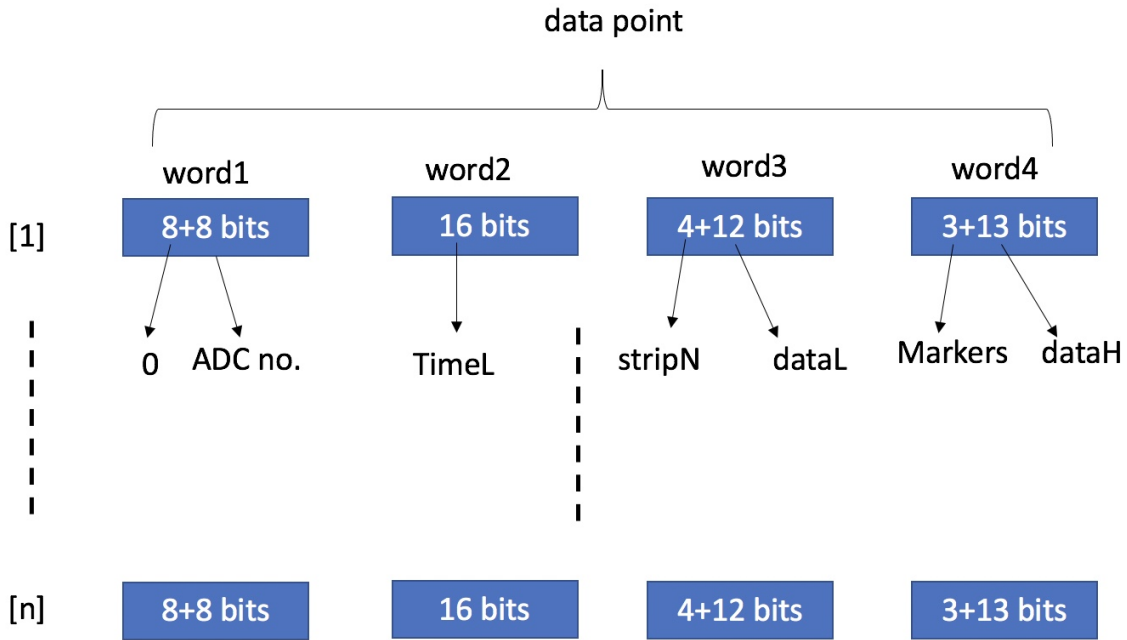 data point
word1 word2 word3 word4
[1] 8+8 bits 16 bits 4+12 bits 3+13 bits
0 ADC no. TimeL stripN dataL Markers dataH
[n] 8+8 bits 16 bits 4+12 bits 3+13 bits